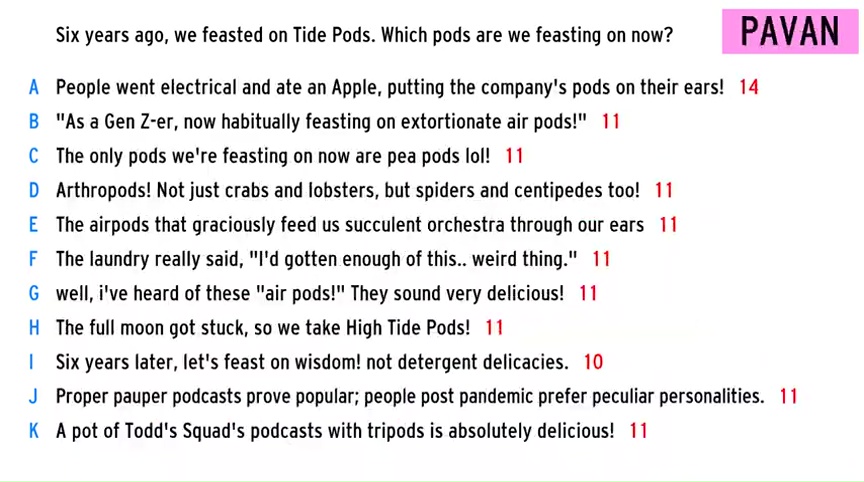 Six years ago, we feasted on Tide Pods. Which pods are we feasting on now?
PAVAN
A People went electrical and ate an Apple, putting the company's pods on their ears! 14
B "As a Gen Z-er, now habitually feasting on extortionate air pods!" 11
C The only pods we're feasting on now are pea pods lol! 11
D Arthropods! Not just crabs and lobsters, but spiders and centipedes too! 11
E The airpods that graciously feed us succulent orchestra through our ears 11
F The laundry really said, "I'd gotten enough of this.. weird thing." 11
G well, i've heard of these "air pods!" They sound very delicious! 11
H The full moon got stuck, so we take High Tide Pods! 11
I Six years later, let's feast on wisdom! not detergent delicacies. 10
J Proper pauper podcasts prove popular; people post pandemic prefer peculiar personalities. 11
K A pot of Todd's Squad's podcasts with tripods is absolutely delicious! 11